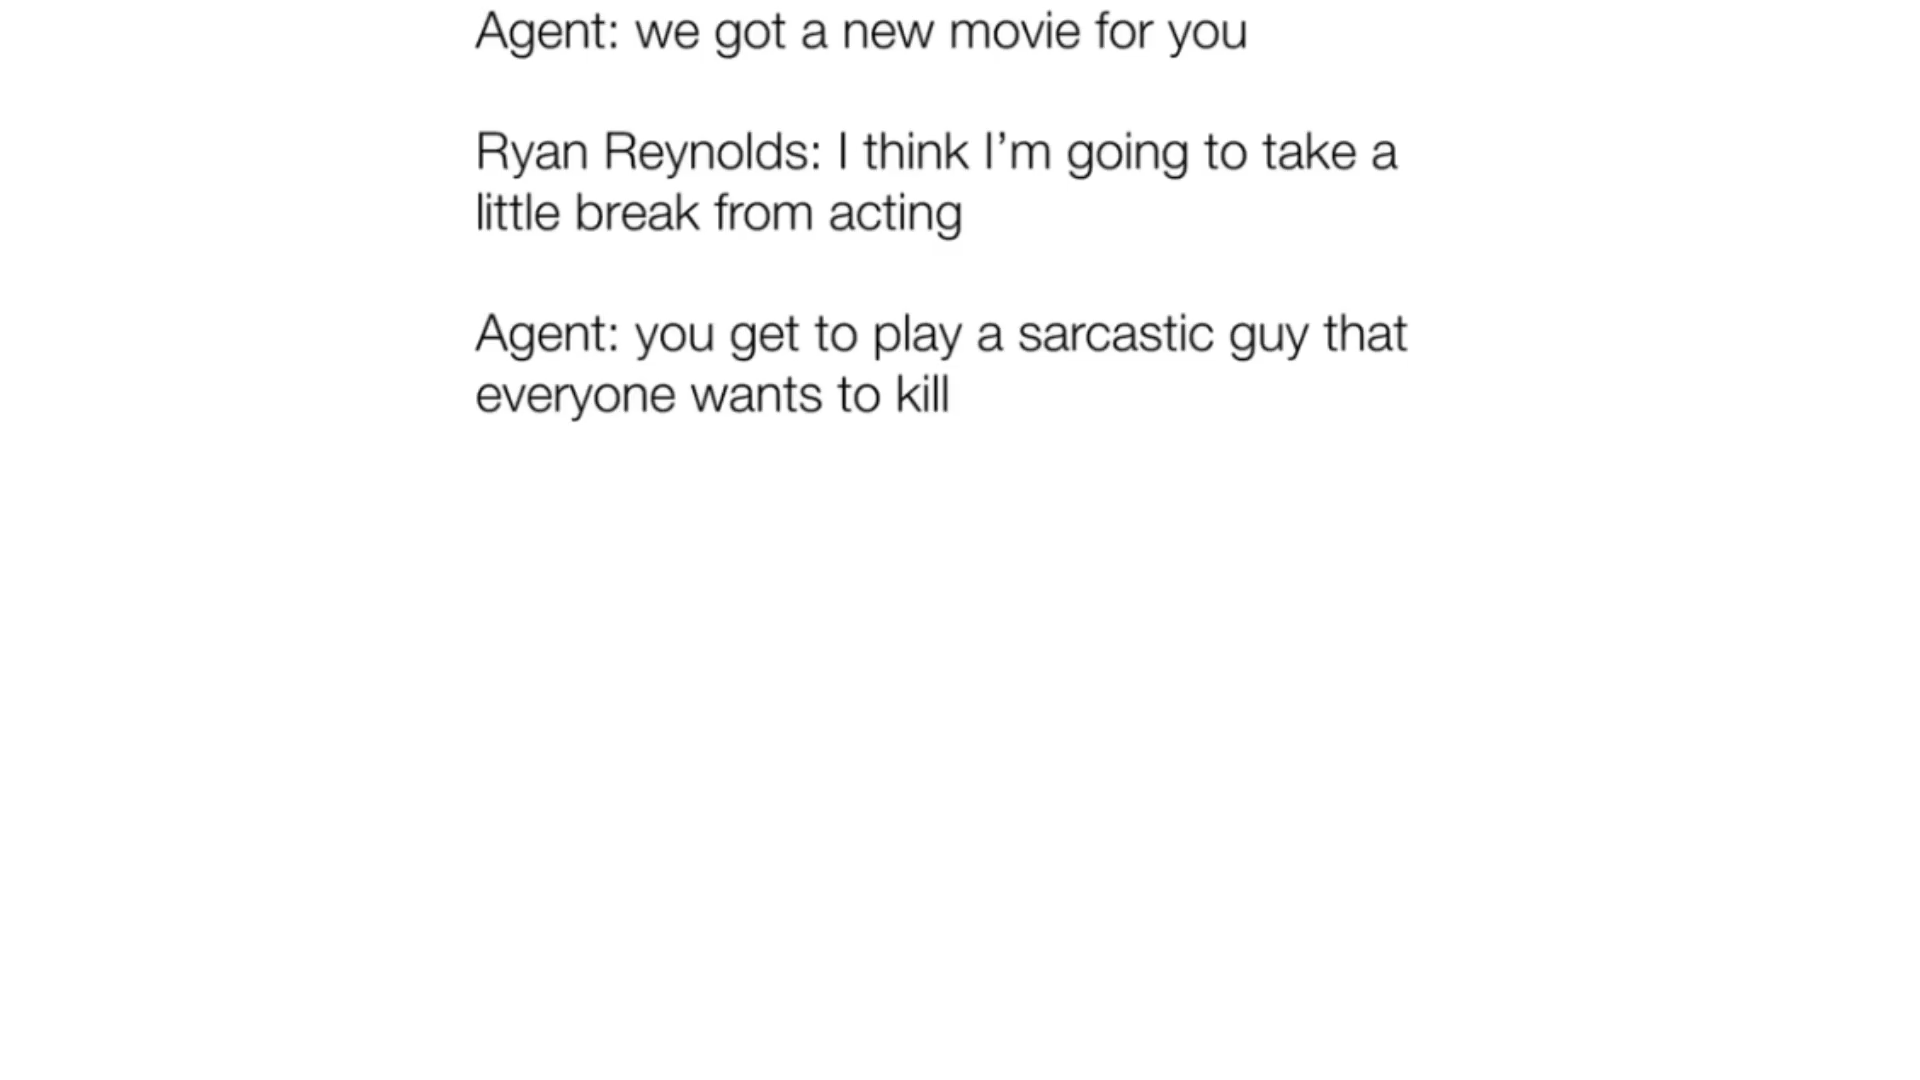 Agent: we got a new movie for you
Ryan Reynolds: I think I’m going to take a
little break from acting
Agent: you get to play a sarcastic guy that
everyone wants to kill